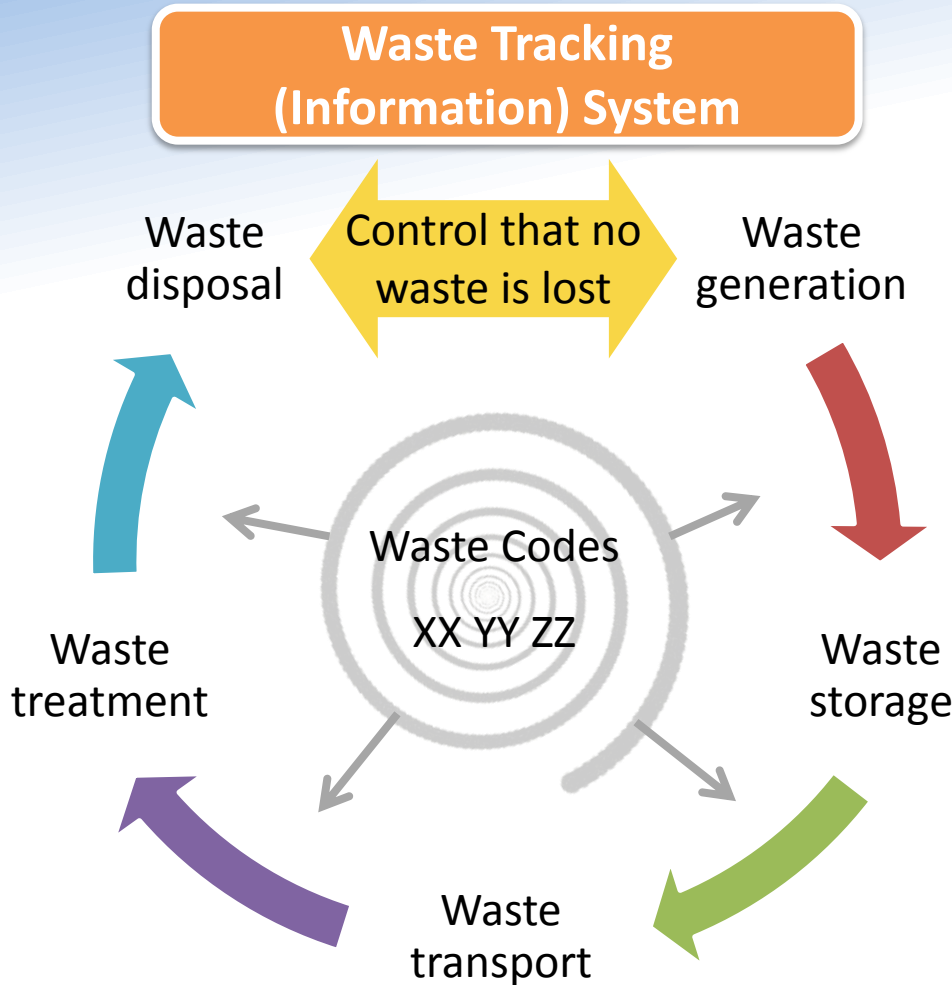 Waste Tracking
(Information) System
Waste
disposal
Control that no
waste is lost
Waste
generation
Waste Codes
XX YY ZZ
Waste
treatment
Waste
storage
Waste
transport